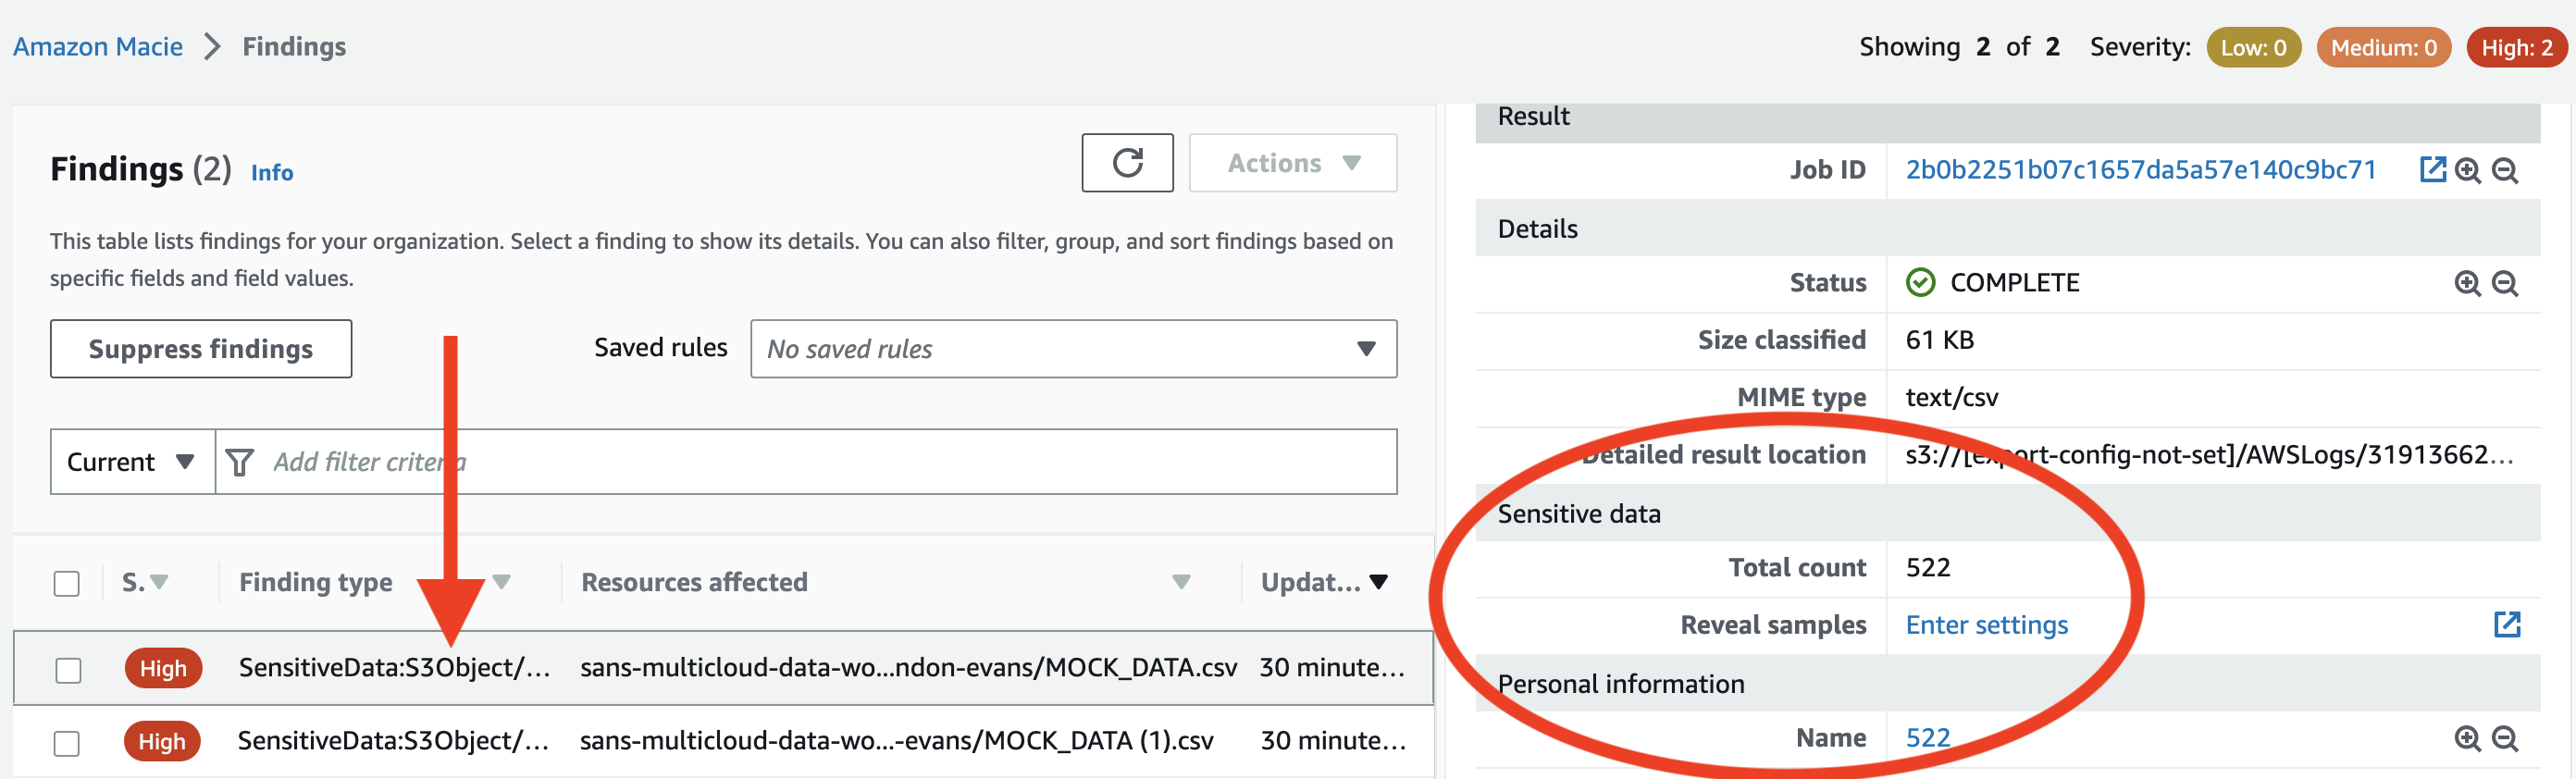 Amazon Macie > Findings
Showing 2 of 2 Severity: Low: 0 Medium: 0 High: 2
Findings (2) Info
Actions
This table lists findings for your organization. Select a finding to show its details. You can also filter, group, and sort findings based on
specific fields and field values.
Suppress findings
Saved rules No saved rules
Current Add filter criteria
S. Finding type Resources affected Updat...
High SensitiveData:S3Object/... sans-multicloud-data-wo...ndon-evans/MOCK_DATA.csv 30 minute...
High SensitiveData:S3Object/... sans-multicloud-data-wo...-evans/MOCK_DATA (1).csv 30 minute...
Result
Job ID 2b0b2251b07c1657da5a57e140c9bc71
Details
Status COMPLETE
Size classified 61 KB
MIME type text/csv
Detailed result location s3://[export-config-not-set]/AWSLogs/31913662...
Sensitive data
Total count 522
Reveal samples Enter settings
Personal information
Name 522